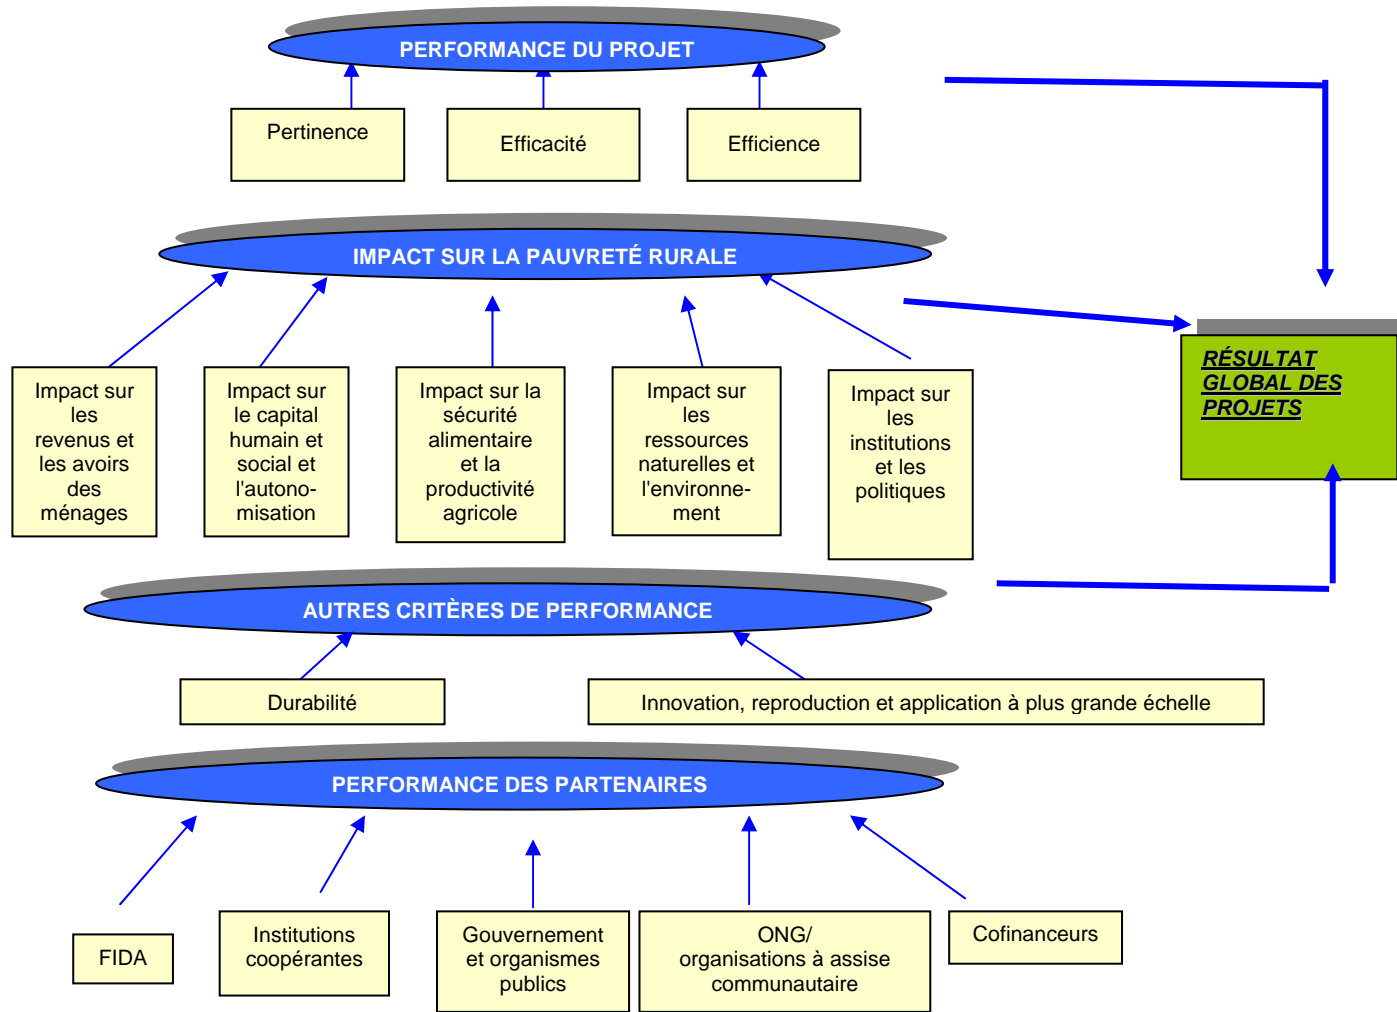 PERFORMANCE DU PROJET
Pertinence
Efficacité
Efficience
IMPACT SUR LA PAUVRETÉ RURALE
Impact sur
les
revenus et
les avoirs
des
ménages
Impact sur
le capital
humain et
social et
l'autono-
misation
Impact sur la
sécurité
alimentaire
et la
productivité
agricole
Impact sur
les
ressources
naturelles et
l'environne-
ment
Impact sur
les
institutions
et les
politiques
RÉSULTAT
GLOBAL DES
PROJETS
AUTRES CRITÈRES DE PERFORMANCE
Durabilité
Innovation, reproduction et application à plus grande échelle
PERFORMANCE DES PARTENAIRES
FIDA
Institutions
coopérantes
Gouvernement
et organismes
publics
ONG/
organisations à assise
communautaire
Cofinanceurs